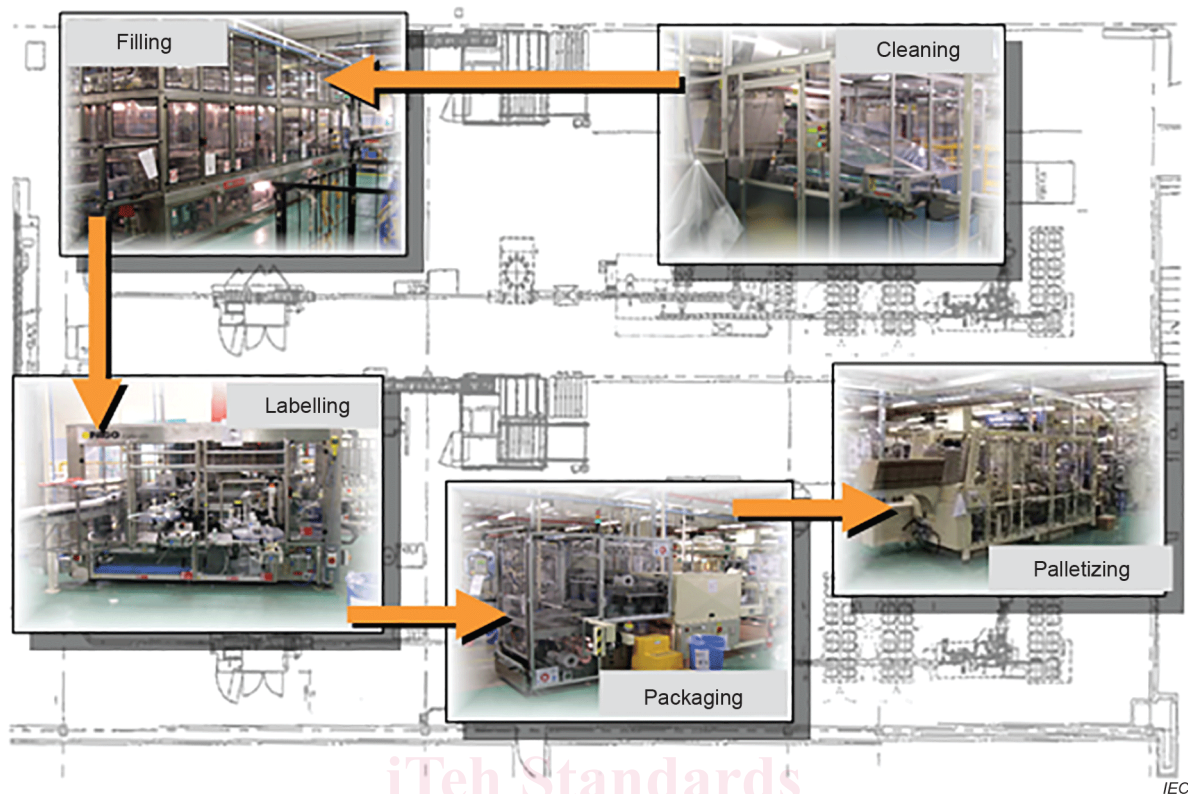 Filling
Cleaning
Labelling
Palletizing
Packaging
iTeh Standards
IEC